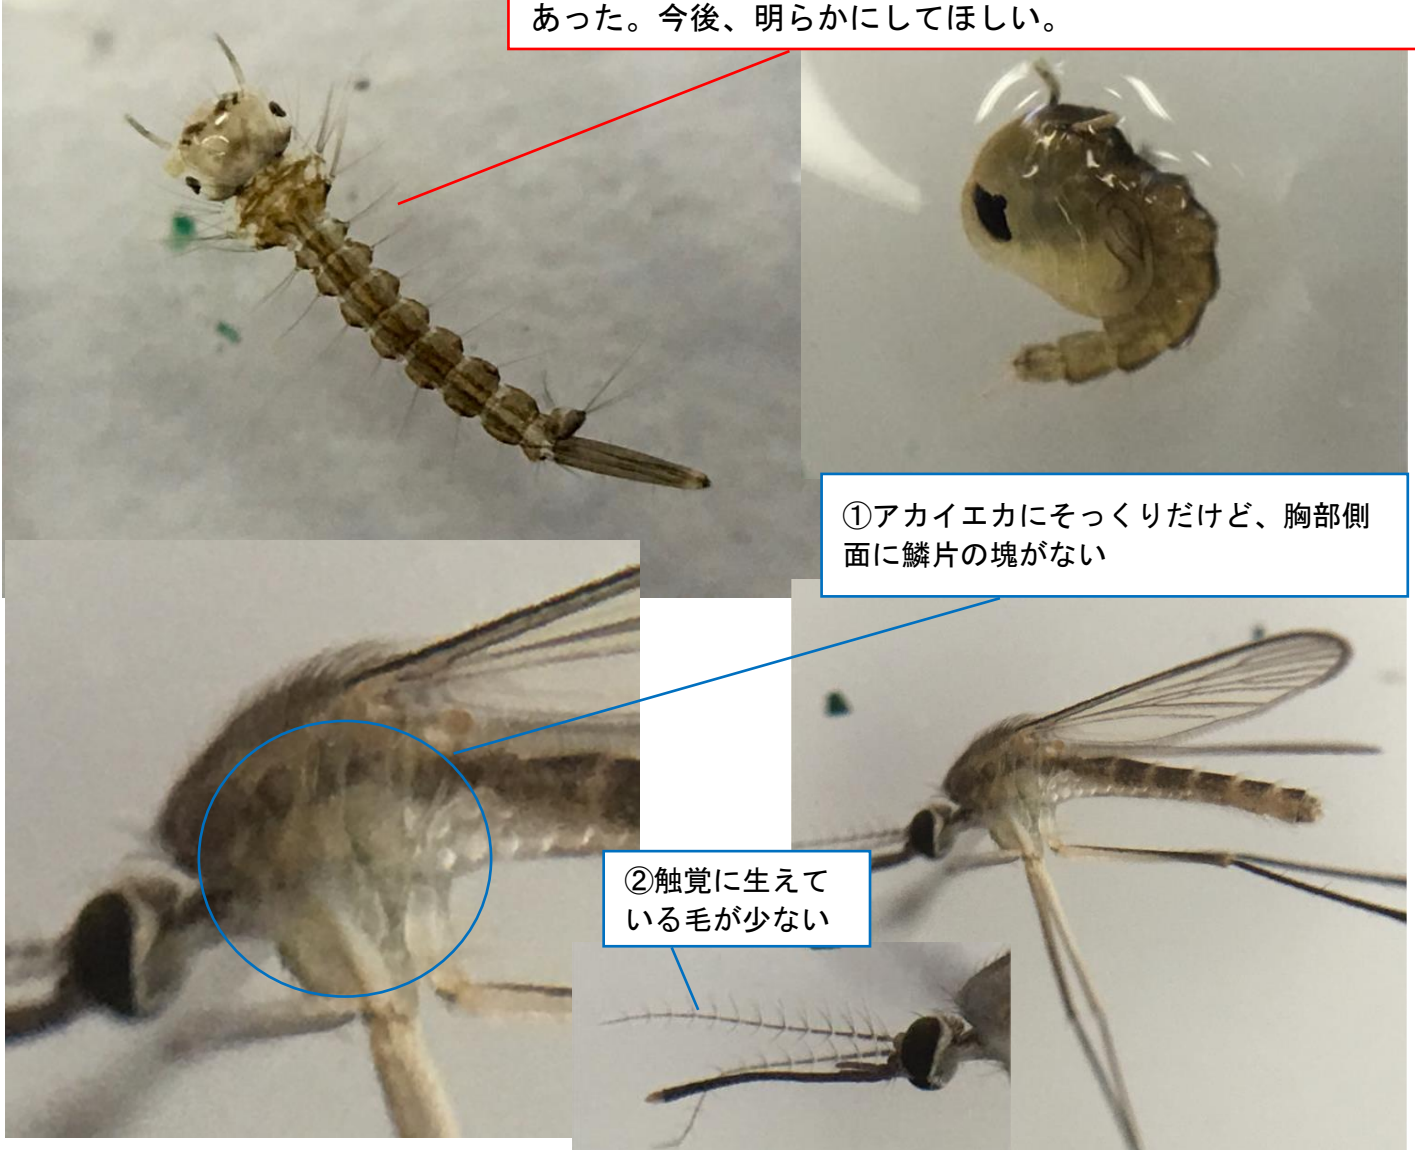 あった。今後、明らかにしてほしい。
①アカイエカにそっくりだけど、胸部側
面に鱗片の塊がない
②触覚に生えて
いる毛が少ない